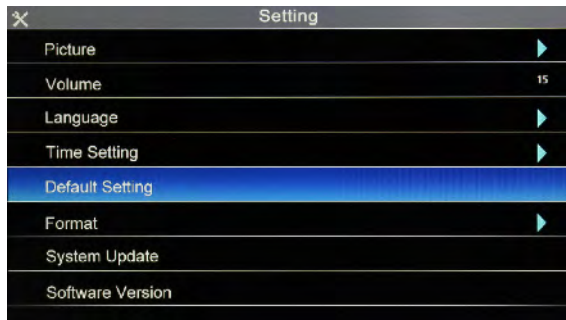 Setting
Picture
Volume 15
Language
Time Setting
Default Setting
Format
System Update
Software Version